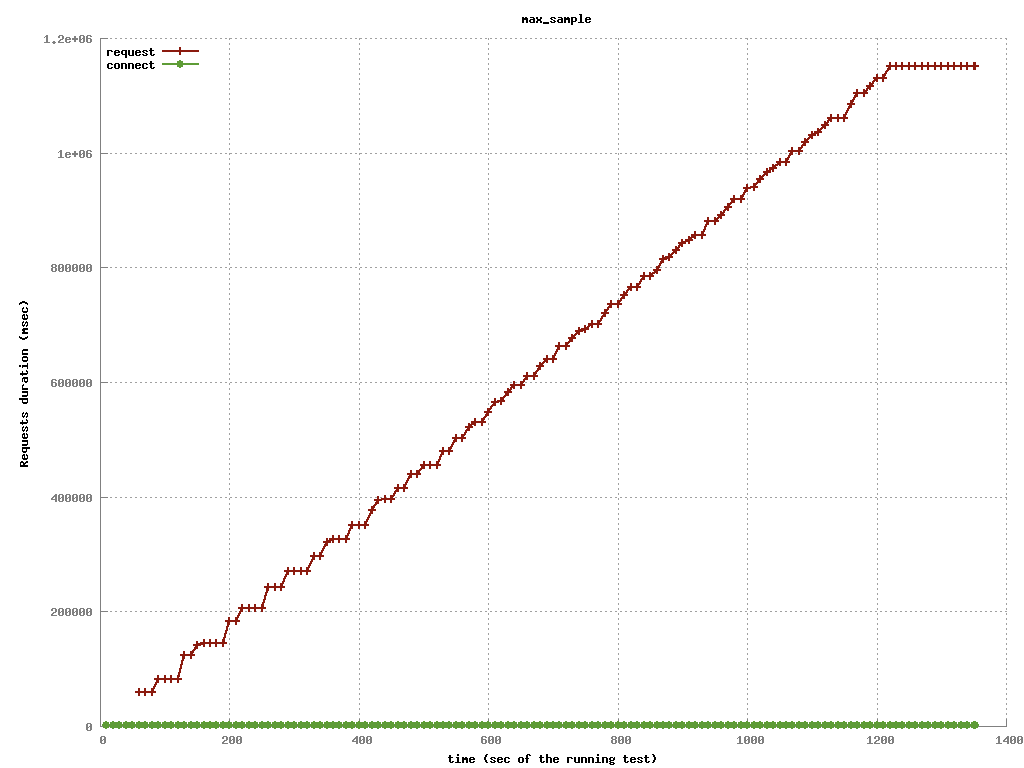 max_sample
1.2e+06
request
connect
1e+06
800000
600000
400000
200000
0
Requests duration (msec)
0 200 400 600 800 1000 1200 1400
time (sec of the running test)